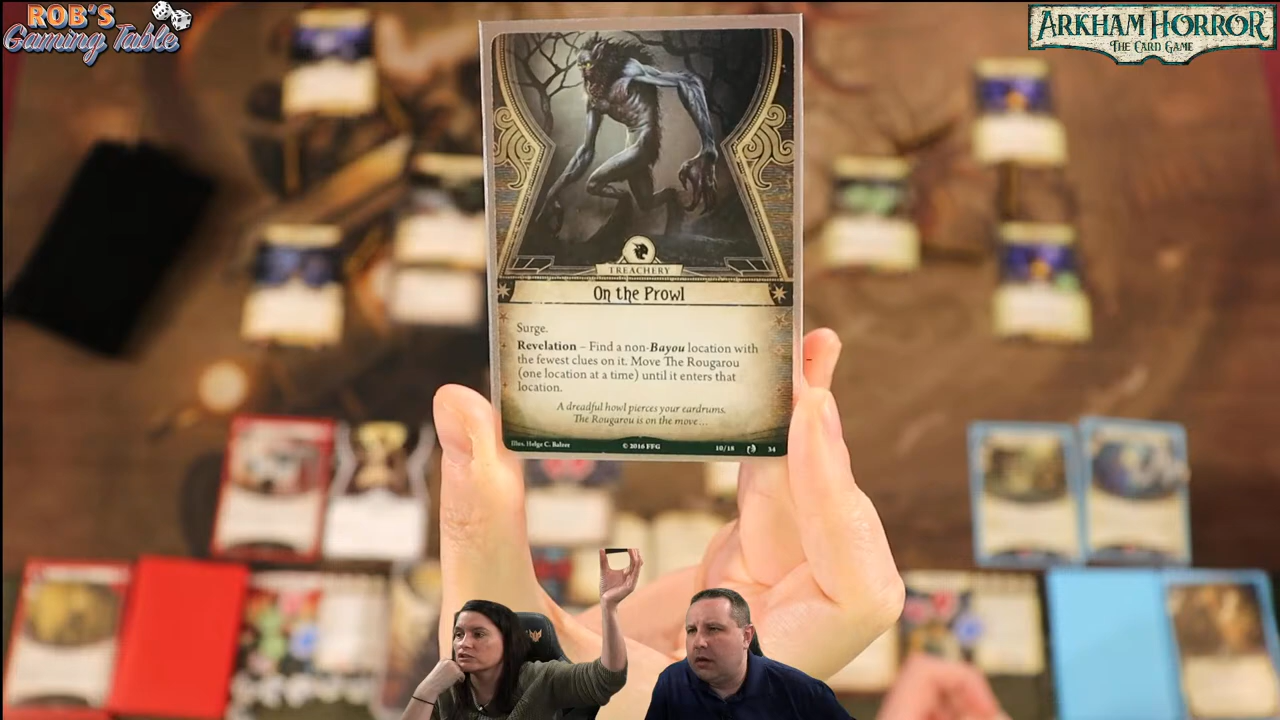 ROB'S
Gaming Table
ARKHAM HORROR
THE CARD GAME
TREACHERY
On the Prowl
Surge.
Revelation – Find a non-Bayou location with
the fewest clues on it. Move The Rougarou
(one location at a time) until it enters that
location.
A dreadful howl pierces your eardrums.
The Rougarou is on the move…
Illus. Helge C. Balzer
© 2016 FFG
10/18
34